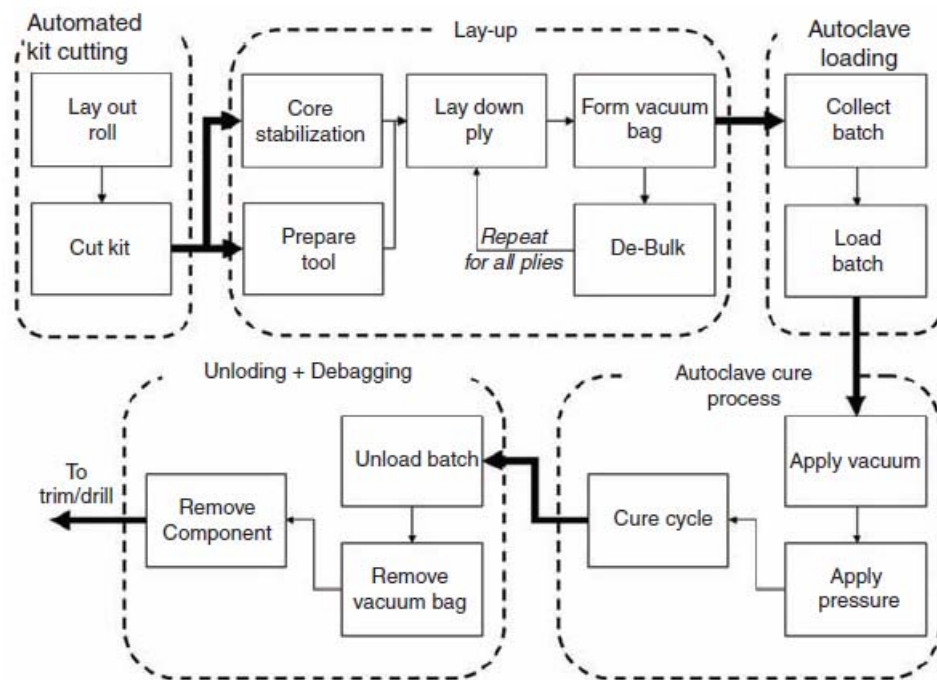 Automated
kit cutting
Lay out
roll
Cut kit
Lay-up
Core
stabilization
Prepare
tool
Lay down
ply
Form vacuum
bag
Repeat
for all plies
De-Bulk
Autoclave
loading
Collect
batch
Load
batch
Autoclave cure
process
Apply vacuum
Apply
pressure
Cure cycle
Unloding + Debagging
Unload batch
Remove
vacuum bag
Remove
Component
To
trim/drill